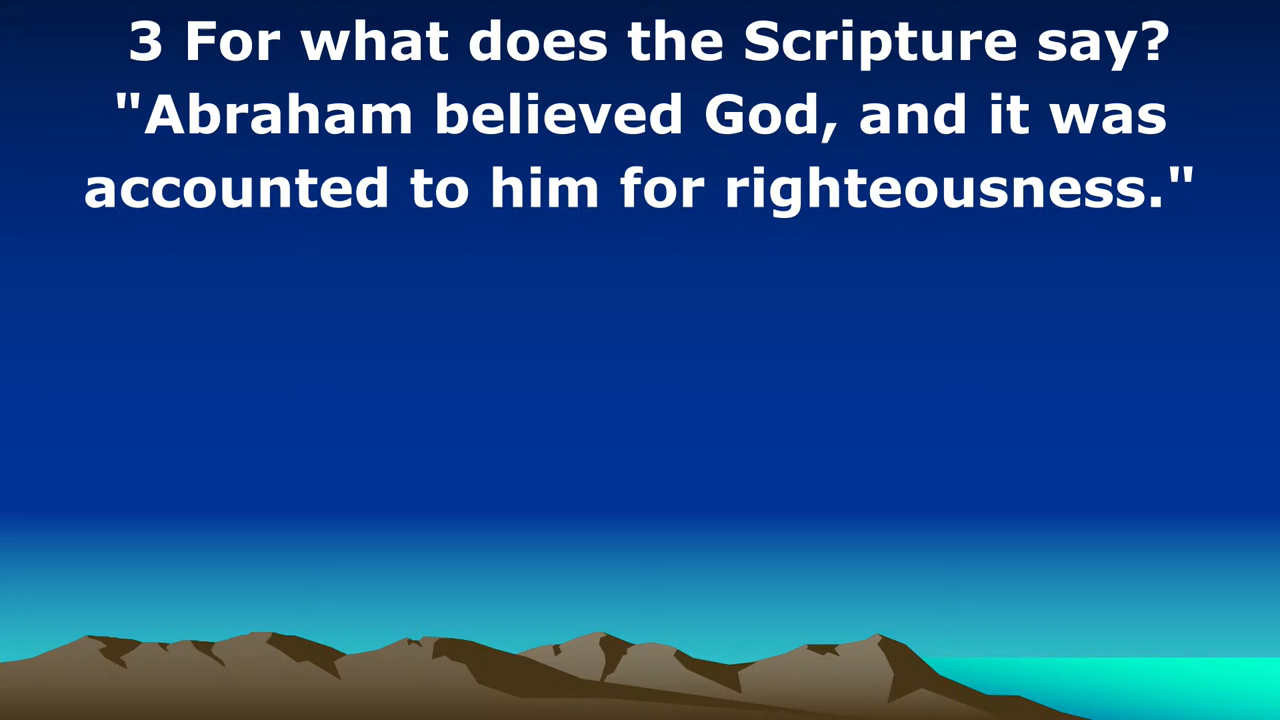 3 For what does the Scripture say?
"Abraham believed God, and it was
accounted to him for righteousness."